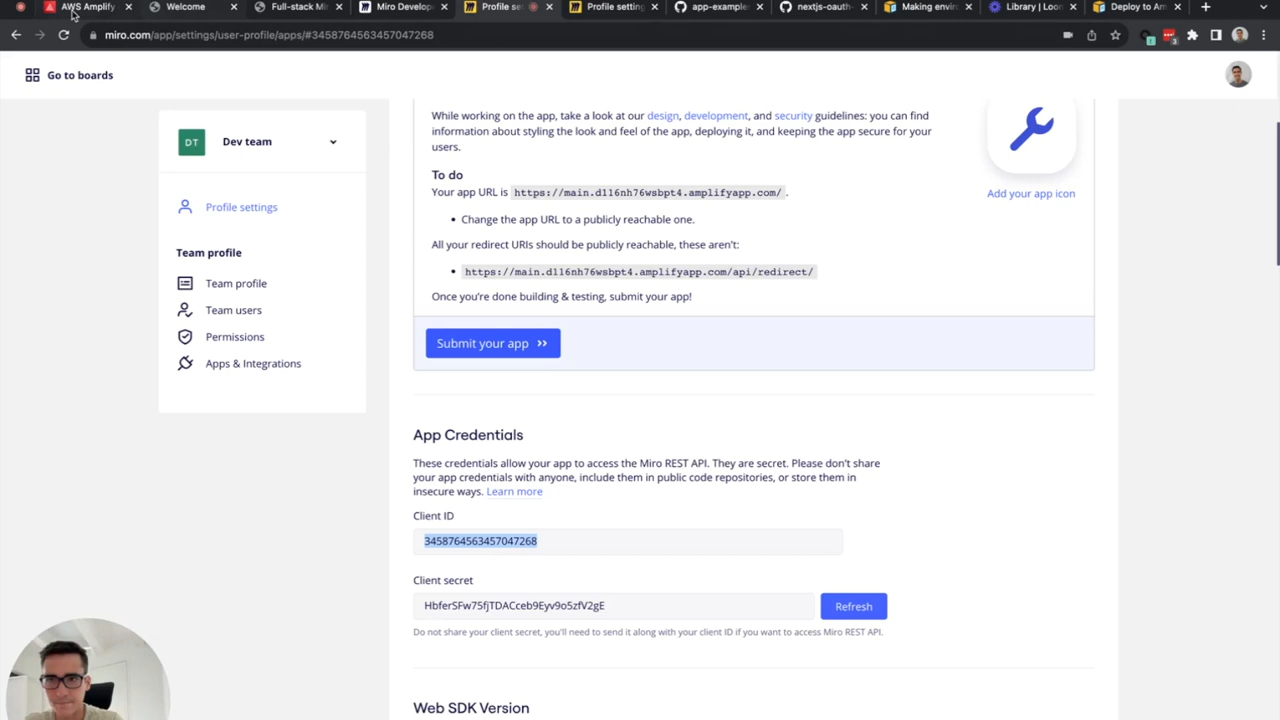 AWS Amplify
Welcome
Full-stack Mir
Miro Develop
Profile se
Profile setting
app-example
nextjs-oauth-
Making enviro
Library | Loon
Deploy to Am
miro.com/app/settings/user-profile/apps/#3458764563457047268
3
Go to boards
DT
Dev team
Profile settings
Team profile
Team profile
Team users
Permissions
Apps & Integrations
While working on the app, take a look at our design, development, and security guidelines: you can find
information about styling the look and feel of the app, deploying it, and keeping the app secure for your
users.
To do
Your app URL is https://main.d116nh76wsbpt4.amplifyapp.com/ .
• Change the app URL to a publicly reachable one.
All your redirect URIs should be publicly reachable, these aren't:
• https://main.d116nh76wsbpt4.amplifyapp.com/api/redirect/
Once you're done building & testing, submit your app!
Add your app icon
Submit your app
App Credentials
These credentials allow your app to access the Miro REST API. They are secret. Please don't share
your app credentials with anyone, include them in public code repositories, or store them in
insecure ways. Learn more
Client ID
3458764563457047268
Client secret
HbferSFw75fjTDACceb9Eyv9o5zfV2gE
Refresh
Do not share your client secret, you'll need to send it along with your client ID if you want to access Miro REST API.
Web SDK Version